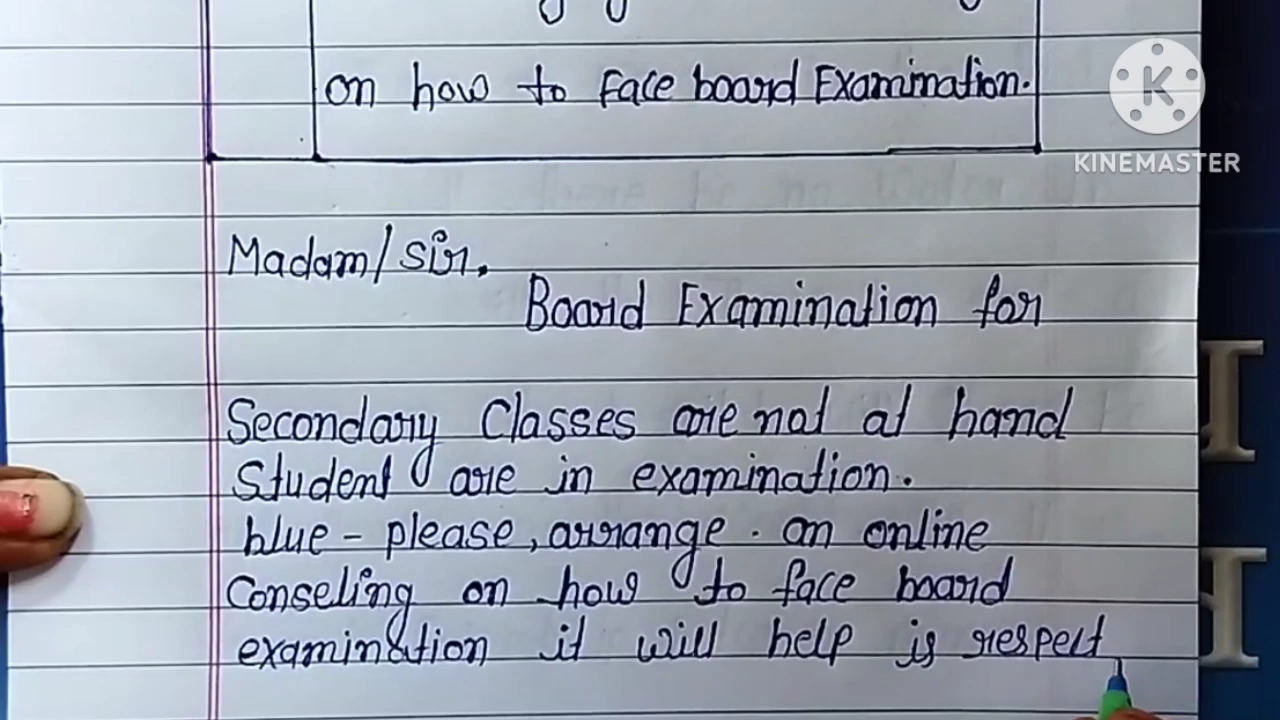 on how to face board Examination.
K
KINEMASTER
Madam/Sir.
Board Examination for
Secondary Classes are not at hand
Student are in examination.
blue - please, arrange. an online
Conseling on how to face board
examination it will help is respect